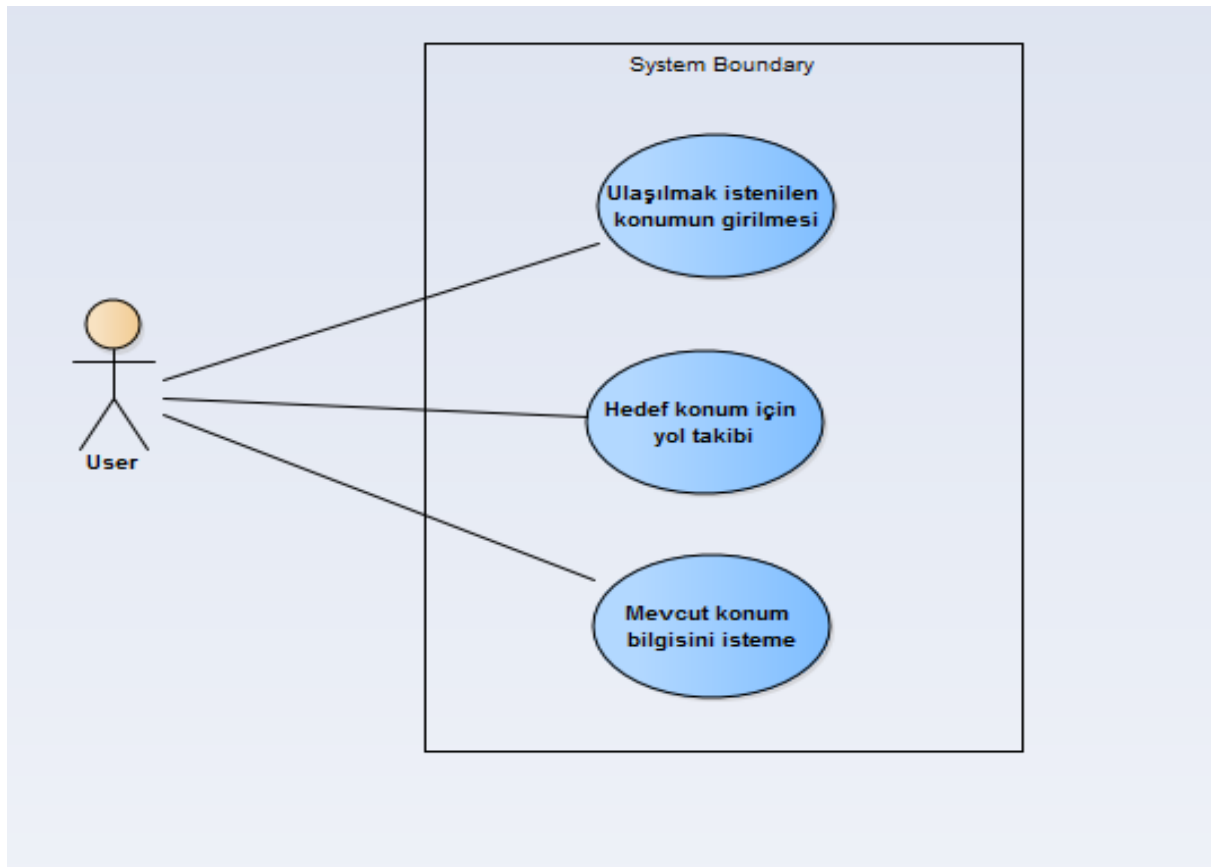 System Boundary
Ulaşılmak istenilen
konumun girilmesi
Hedef konum için
yol takibi
User
Mevcut konum
bilgisini isteme